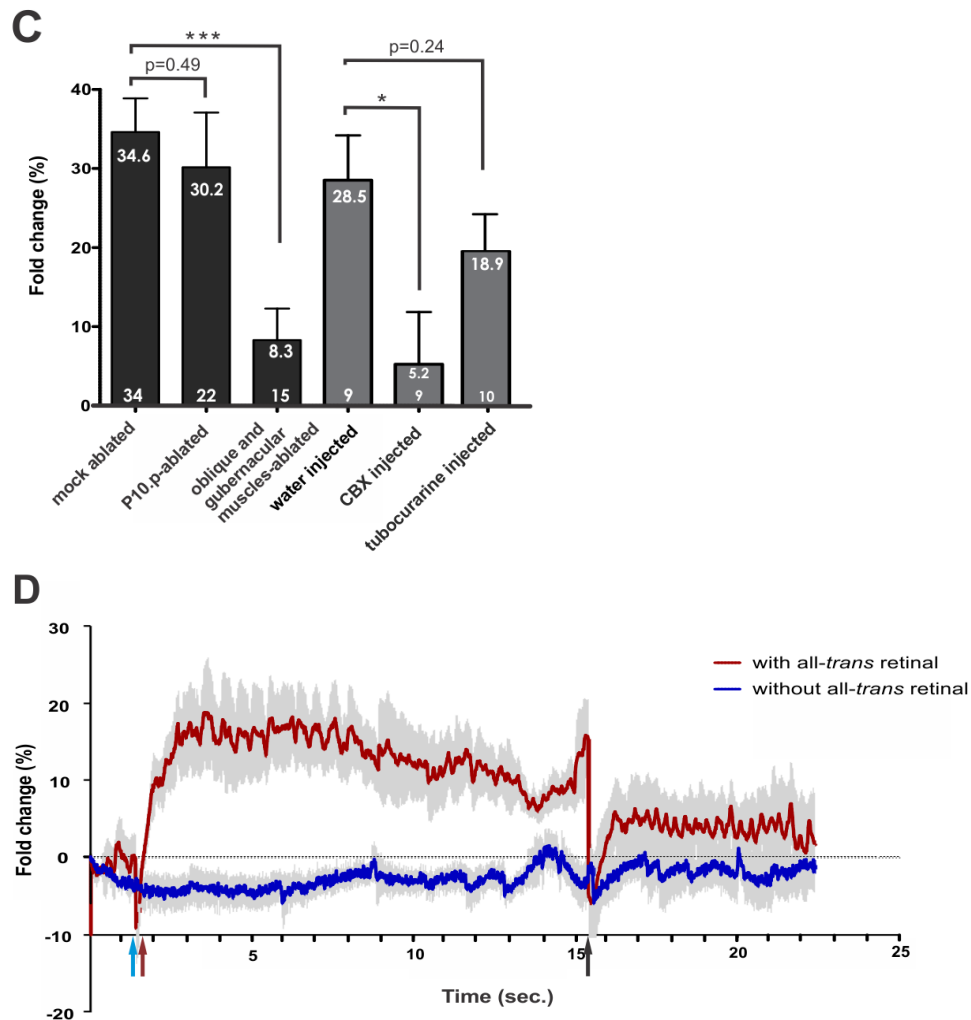 C
***
p=0.49
p=0.24
*
Fold change (%)
40
30
20
10
0
34.6
30.2
8.3
28.5
5.2
18.9
34
22
15
9
9
10
mock ablated
P10.p-ablated
oblique and
gubernacular
muscles-ablated
water injected
CBX injected
tubocurarine injected
D
Fold change (%)
30
20
10
0
-10
-20
with all-trans retinal
without all-trans retinal
5
10
15
20
25
Time (sec.)